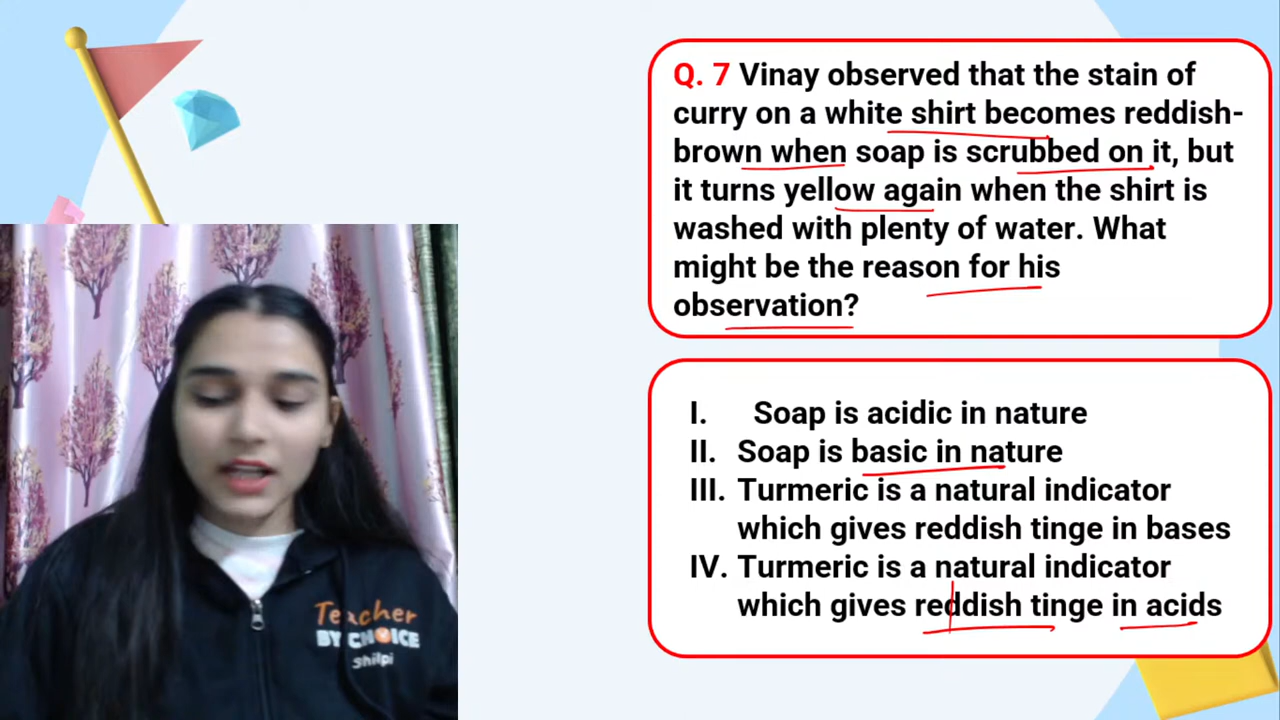 Q. 7 Vinay observed that the stain of
curry on a white shirt becomes reddish-
brown when soap is scrubbed on it, but
it turns yellow again when the shirt is
washed with plenty of water. What
might be the reason for his
observation?
I. Soap is acidic in nature
II. Soap is basic in nature
III. Turmeric is a natural indicator
which gives reddish tinge in bases
IV. Turmeric is a natural indicator
which gives reddish tinge in acids
Teacher
BY CHOICE
Shilpi